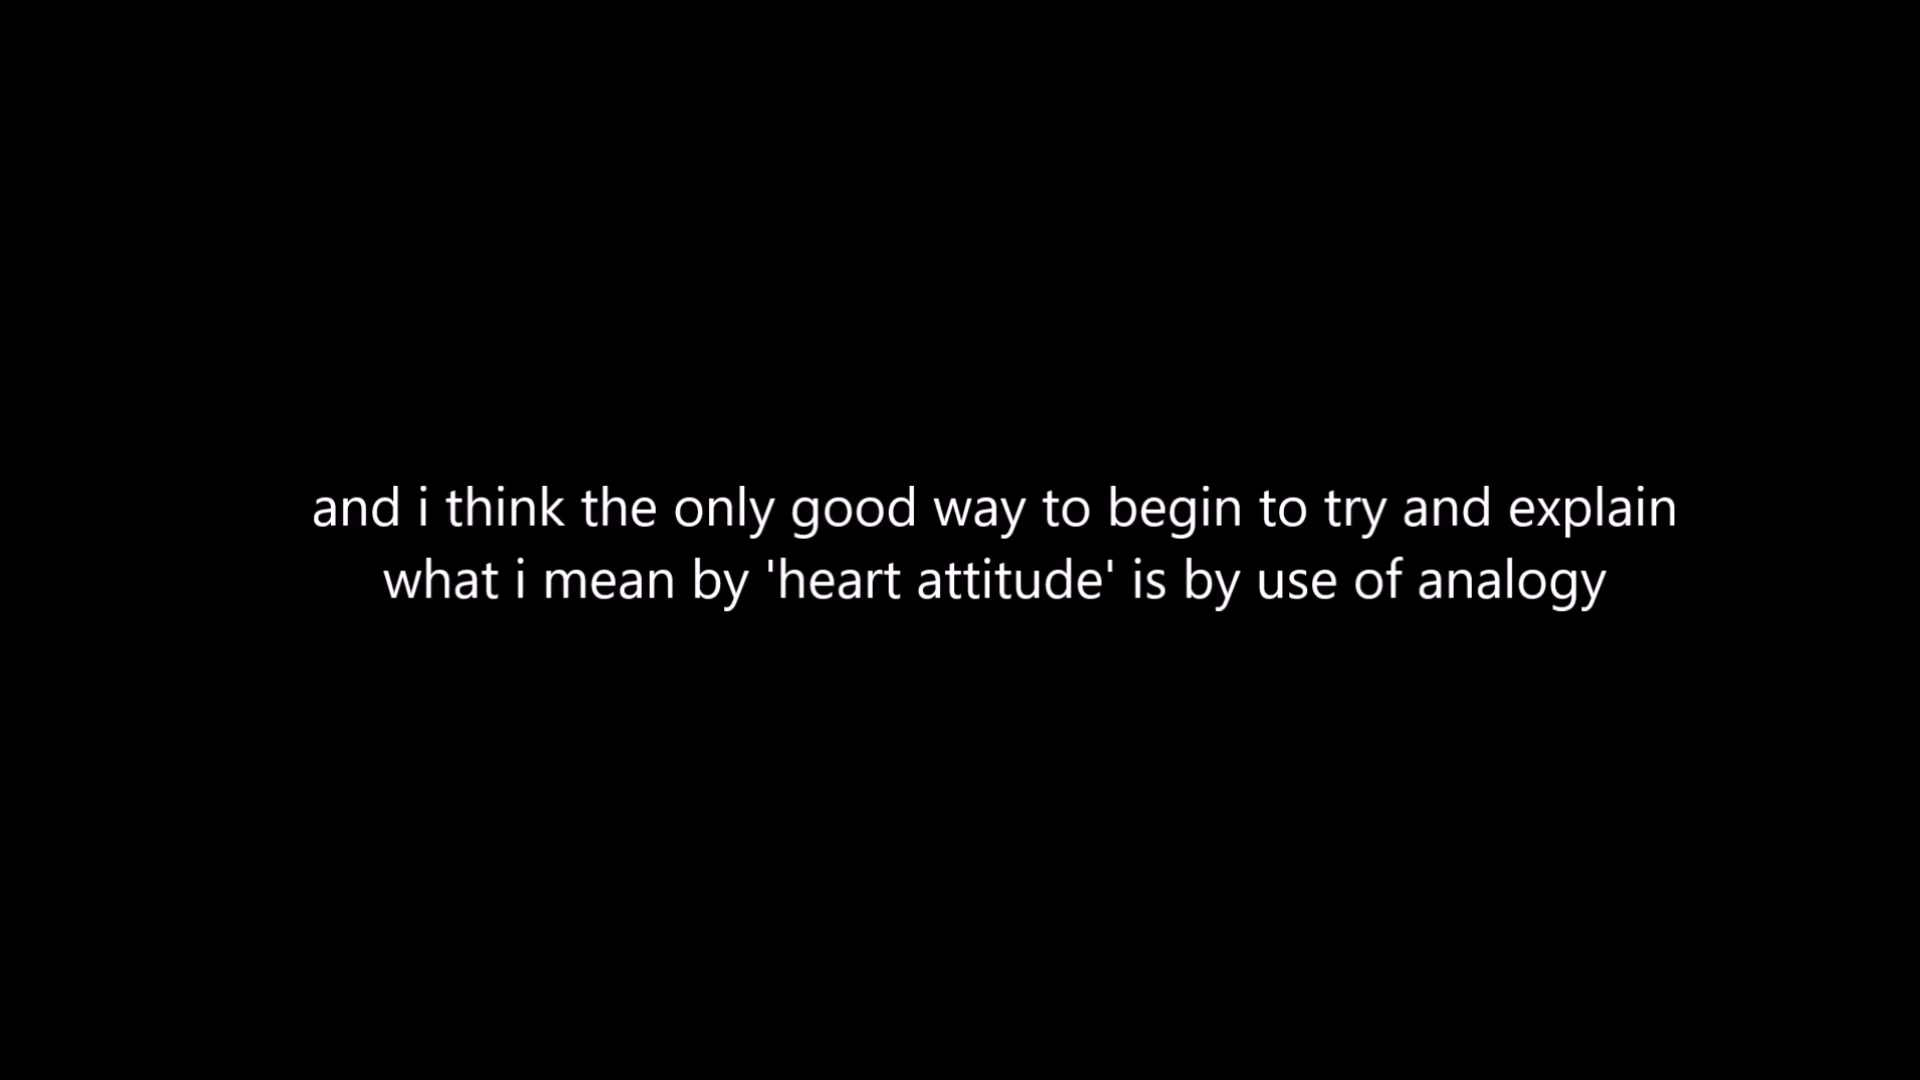 and i think the only good way to begin to try and explain
what i mean by 'heart attitude' is by use of analogy